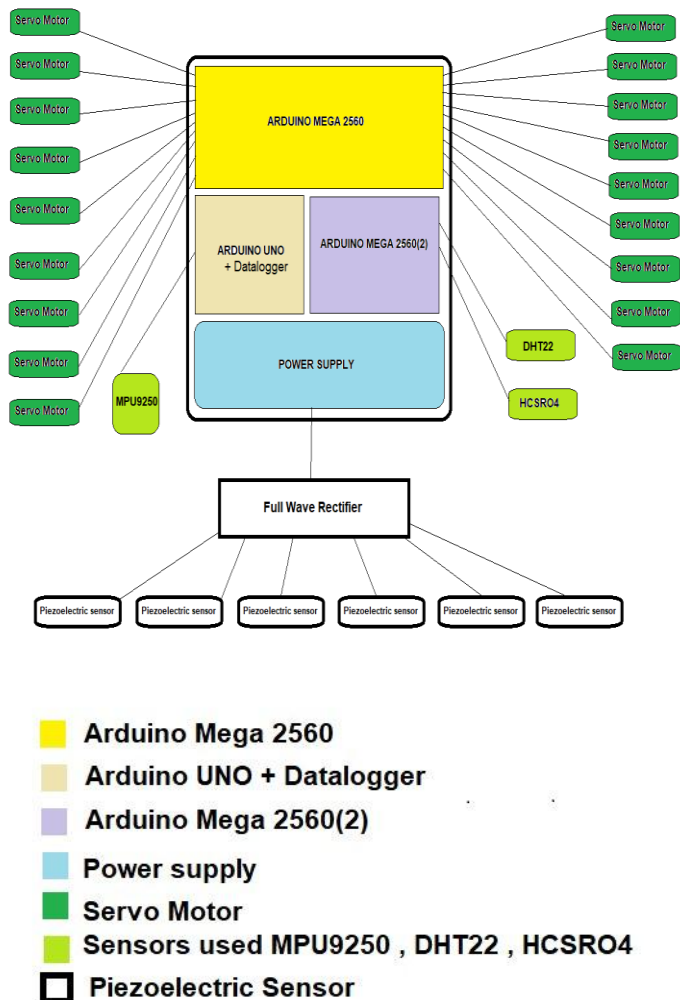 Servo Motor
Servo Motor
Servo Motor
Servo Motor
Servo Motor
Servo Motor
Servo Motor
Servo Motor
Servo Motor
ARDUINO MEGA 2560
ARDUINO UNO
+ Datalogger
ARDUINO MEGA 2560(2)
POWER SUPPLY
MPU9250
Servo Motor
Servo Motor
Servo Motor
Servo Motor
Servo Motor
Servo Motor
Servo Motor
Servo Motor
Servo Motor
DHT22
HCSRO4
Full Wave Rectifier
Piezoelectric sensor
Piezoelectric sensor
Piezoelectric sensor
Piezoelectric sensor
Piezoelectric sensor
Piezoelectric sensor
Arduino Mega 2560
Arduino UNO + Datalogger
Arduino Mega 2560(2)
Power supply
Servo Motor
Sensors used MPU9250 , DHT22 , HCSRO4
Piezoelectric Sensor